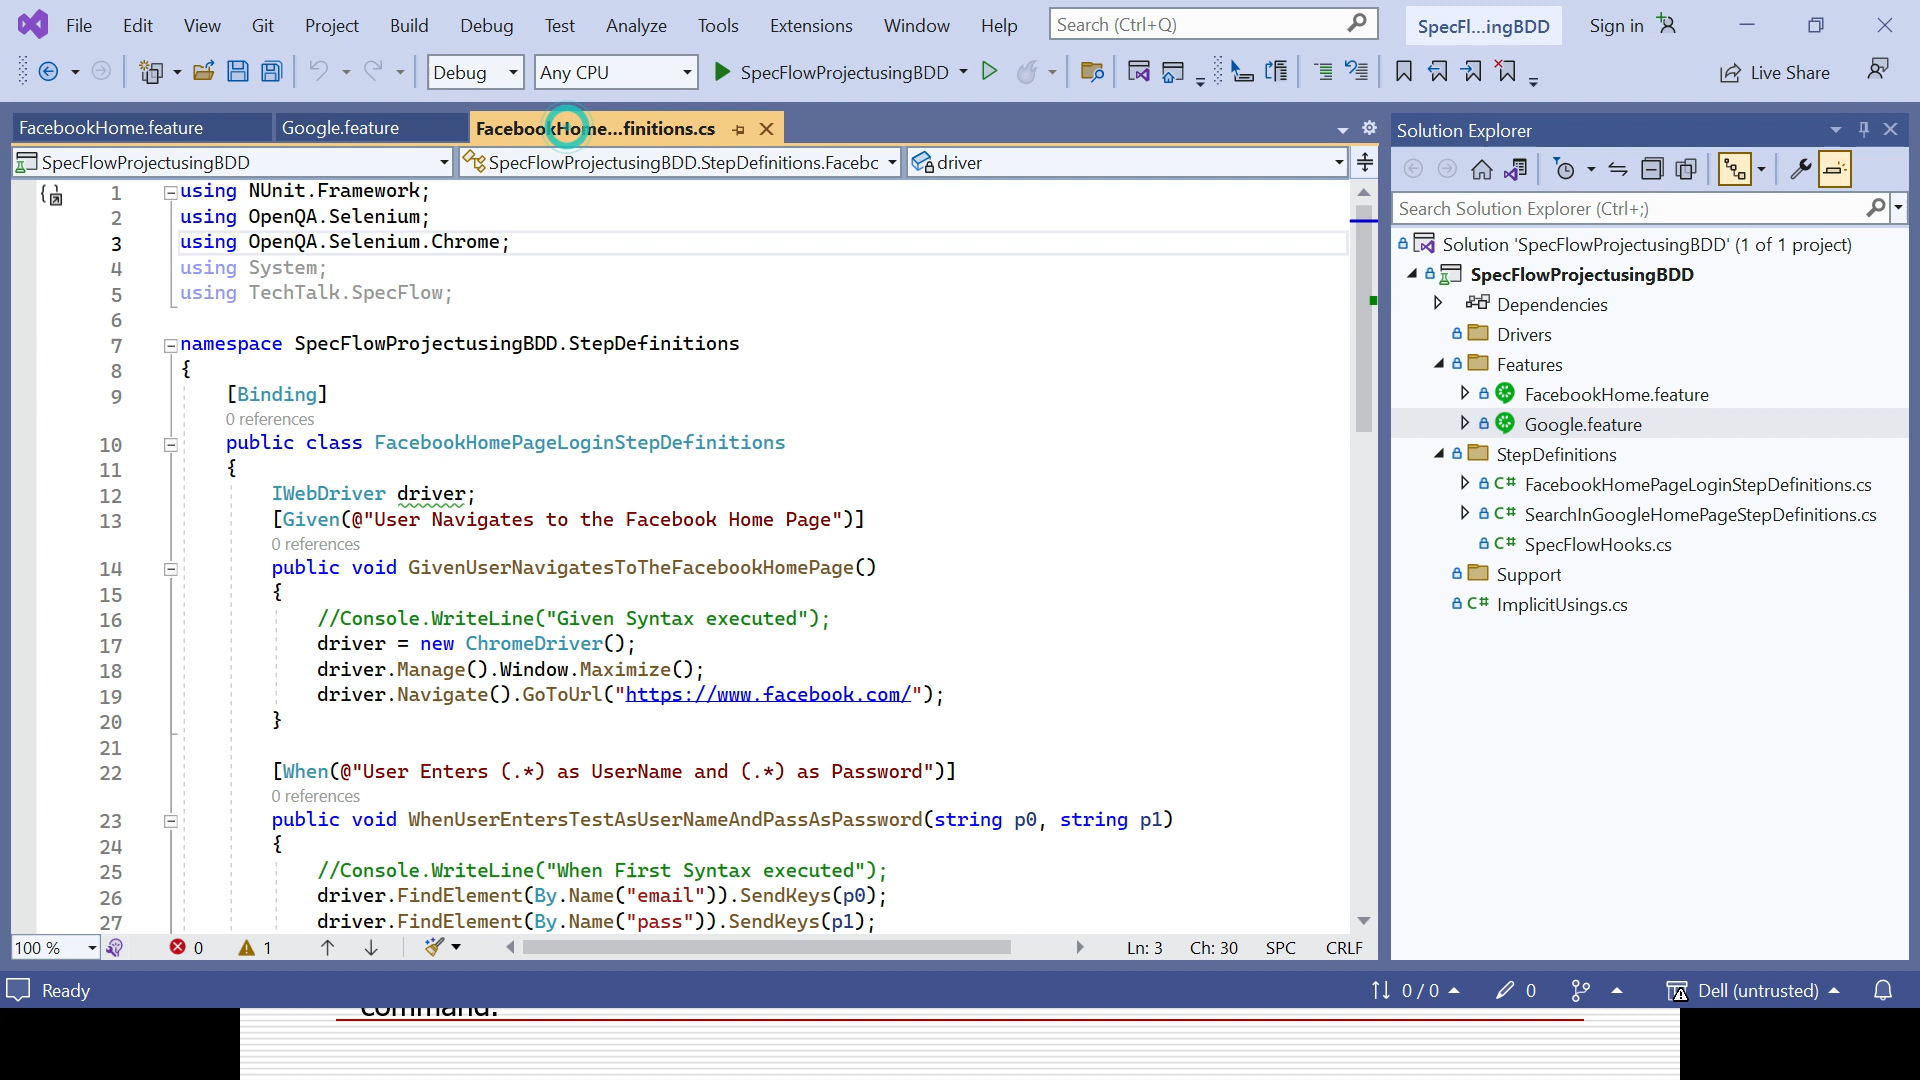 File Edit View Git Project Build Debug Test Analyze Tools Extensions Window Help Search (Ctrl+Q) SpecFl...ingBDD Sign in
Debug Any CPU SpecFlowProjectusingBDD Live Share
FacebookHome.feature Google.feature FacebookHome...finitions.cs
SpecFlowProjectusingBDD SpecFlowProjectusingBDD.StepDefinitions.Facebc driver
1 using NUnit.Framework;
2 using OpenQA.Selenium;
3 using OpenQA.Selenium.Chrome;
4 using System;
5 using TechTalk.SpecFlow;
6
7 namespace SpecFlowProjectusingBDD.StepDefinitions
8 {
9 [Binding]
0 references
10 public class FacebookHomePageLoginStepDefinitions
11 {
12 IWebDriver driver;
13 [Given(@"User Navigates to the Facebook Home Page")]
0 references
14 public void GivenUserNavigatesToTheFacebookHomePage()
15 {
16 //Console.WriteLine("Given Syntax executed");
17 driver = new ChromeDriver();
18 driver.Manage().Window.Maximize();
19 driver.Navigate().GoToUrl("https://www.facebook.com/");
20 }
21
22 [When(@"User Enters (.*) as UserName and (.*) as Password")]
0 references
23 public void WhenUserEntersTestAsUserNameAndPassAsPassword(string p0, string p1)
24 {
25 //Console.WriteLine("When First Syntax executed");
26 driver.FindElement(By.Name("email")).SendKeys(p0);
27 driver.FindElement(By.Name("pass")).SendKeys(p1);
100 % 0 1 Ln: 3 Ch: 30 SPC CRLF
Solution Explorer
Search Solution Explorer (Ctrl+;)
Solution 'SpecFlowProjectusingBDD' (1 of 1 project)
SpecFlowProjectusingBDD
Dependencies
Drivers
Features
FacebookHome.feature
Google.feature
StepDefinitions
C# FacebookHomePageLoginStepDefinitions.cs
C# SearchInGoogleHomePageStepDefinitions.cs
C# SpecFlowHooks.cs
Support
C# ImplicitUsings.cs
Ready 0 / 0 0 Dell (untrusted)
command.